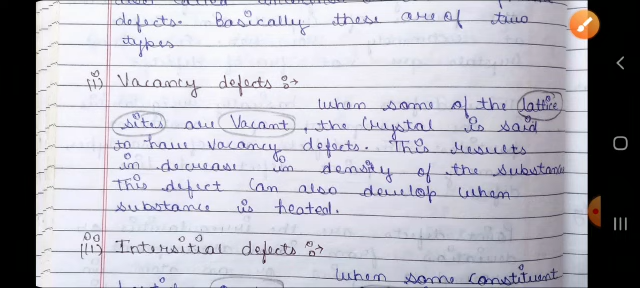 defects. Basically these are of two
types
(i) Vacancy defects :→
When some of the lattice
sites are Vacant, the Crystal is said
to have vacancy defects. This results
in decrease in density of the substance
This defect Can also develop when
substance is heated.
(ii) Intersitial defects :→
When some constituent